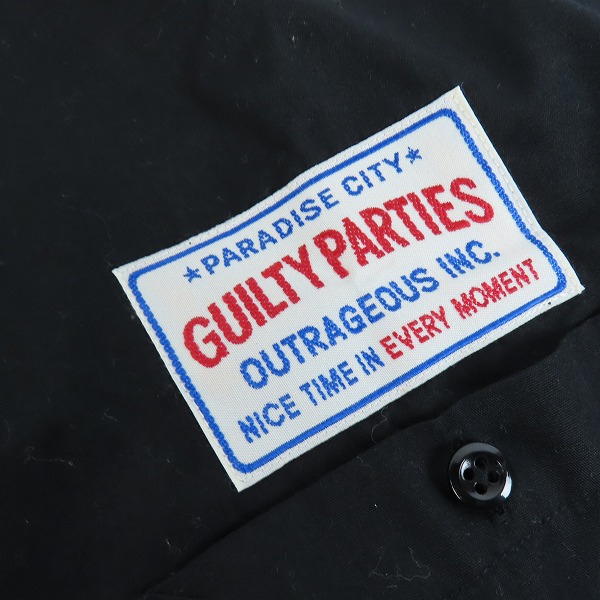 ★PARADISE CITY★
GUILTY PARTIES
OUTRAGEOUS INC.
NICE TIME IN EVERY MOMENT